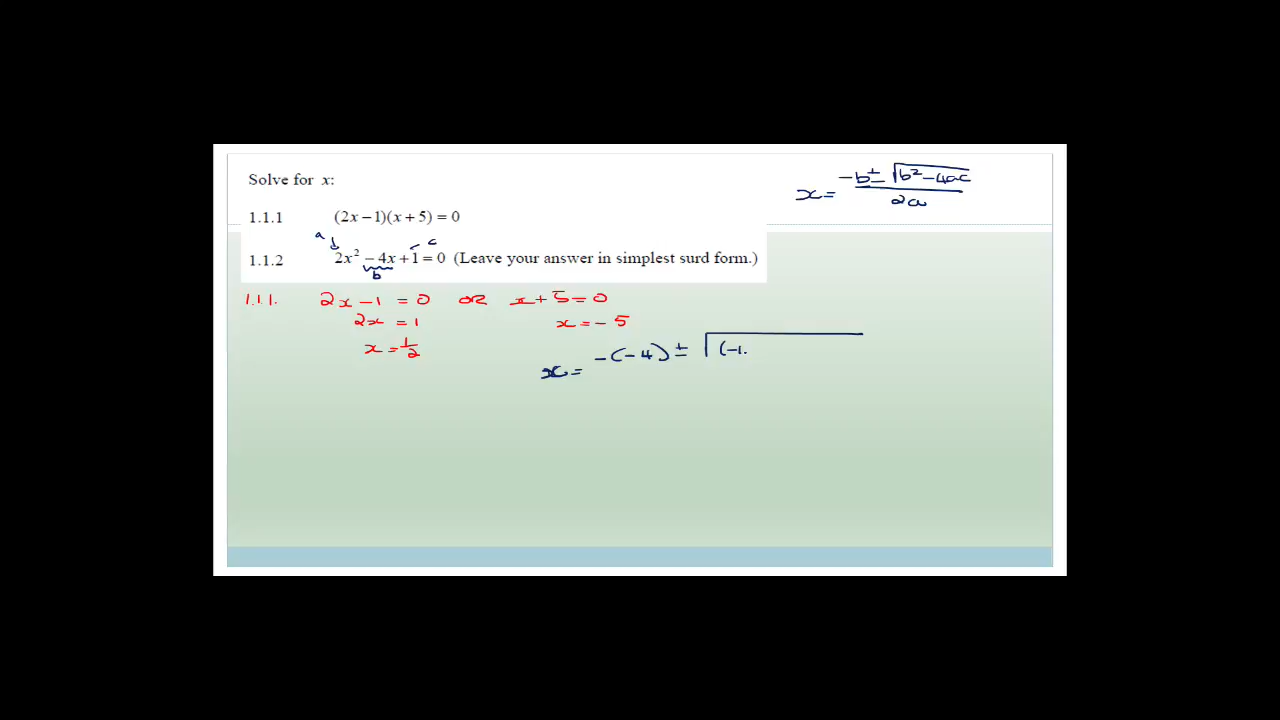 Solve for x:
x = -b ± √b² - 4ac / 2a
1.1.1 (2x − 1)(x + 5) = 0
a c
1.1.2 2x² − 4x + 1 = 0 (Leave your answer in simplest surd form.)
b
1.1.1. 2x - 1 = 0 or x + 5 = 0
2x = 1 x = - 5
x = 1/2
x = -(-4) ± √(-